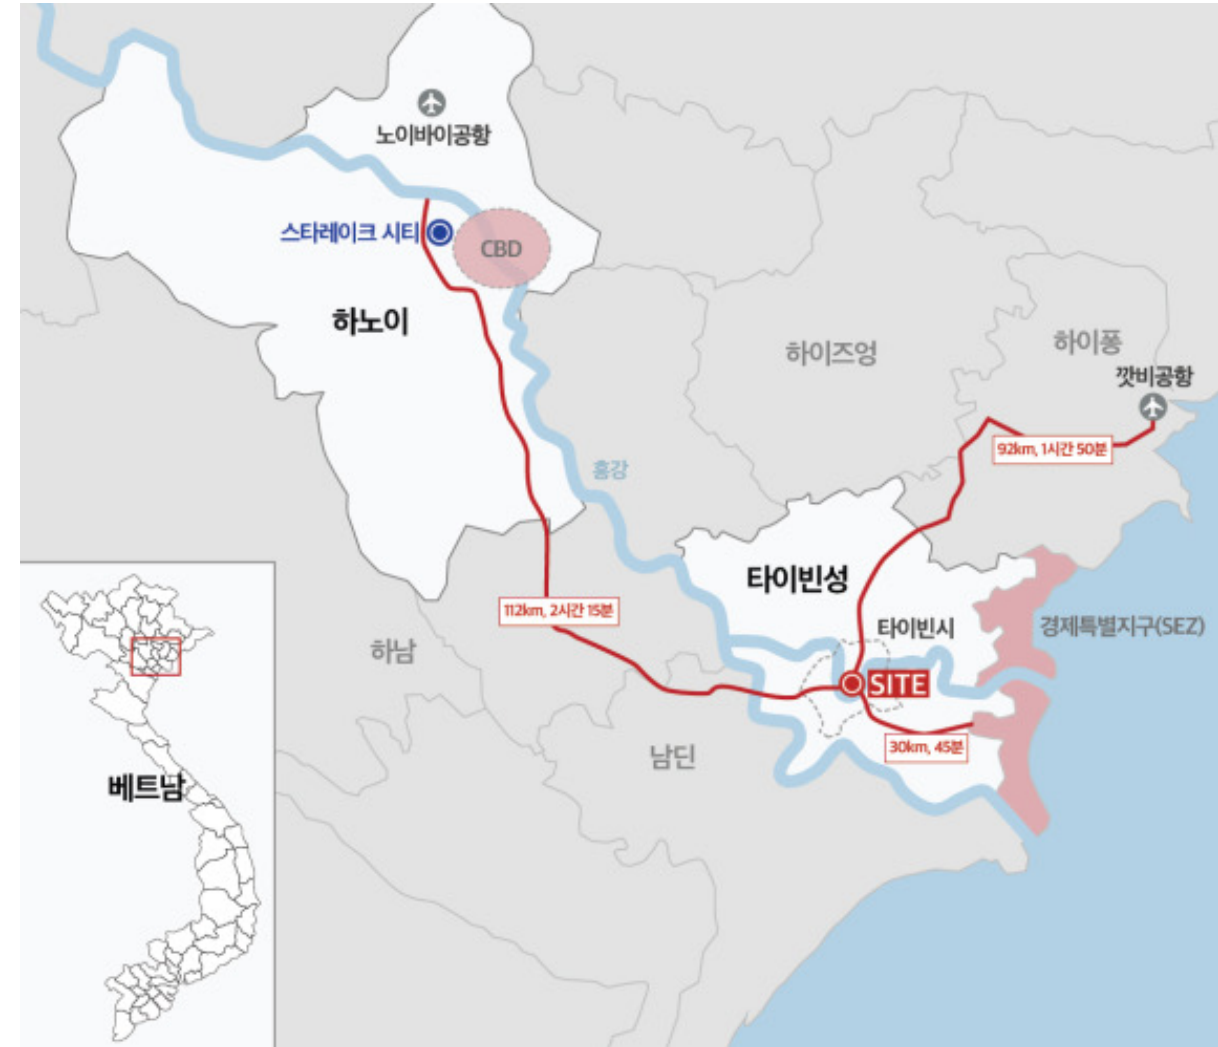 노이바이공항
스타레이크 시티
CBD
하노이
하이즈엉
하이퐁
깟비공항
92km, 1시간 50분
홍강
타이빈성
112km, 2시간 15분
타이빈시
경제특별지구(SEZ)
하남
SITE
30km, 45분
남딘
베트남